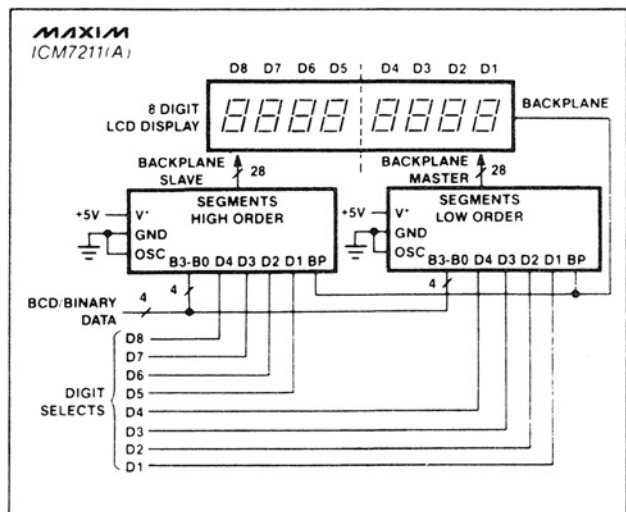 MAXIM
ICM7211(A)
D8 D7 D6 D5 D4 D3 D2 D1
8 DIGIT
LCD DISPLAY
BACKPLANE
BACKPLANE
SLAVE
28
BACKPLANE
MASTER
28
+5V
V+
GND
OSC
SEGMENTS
HIGH ORDER
B3-B0 D4 D3 D2 D1 BP
+5V
V+
GND
OSC
SEGMENTS
LOW ORDER
B3-B0 D4 D3 D2 D1 BP
4
4
BCD/BINARY
DATA
4
DIGIT
SELECTS
D8
D7
D6
D5
D4
D3
D2
D1